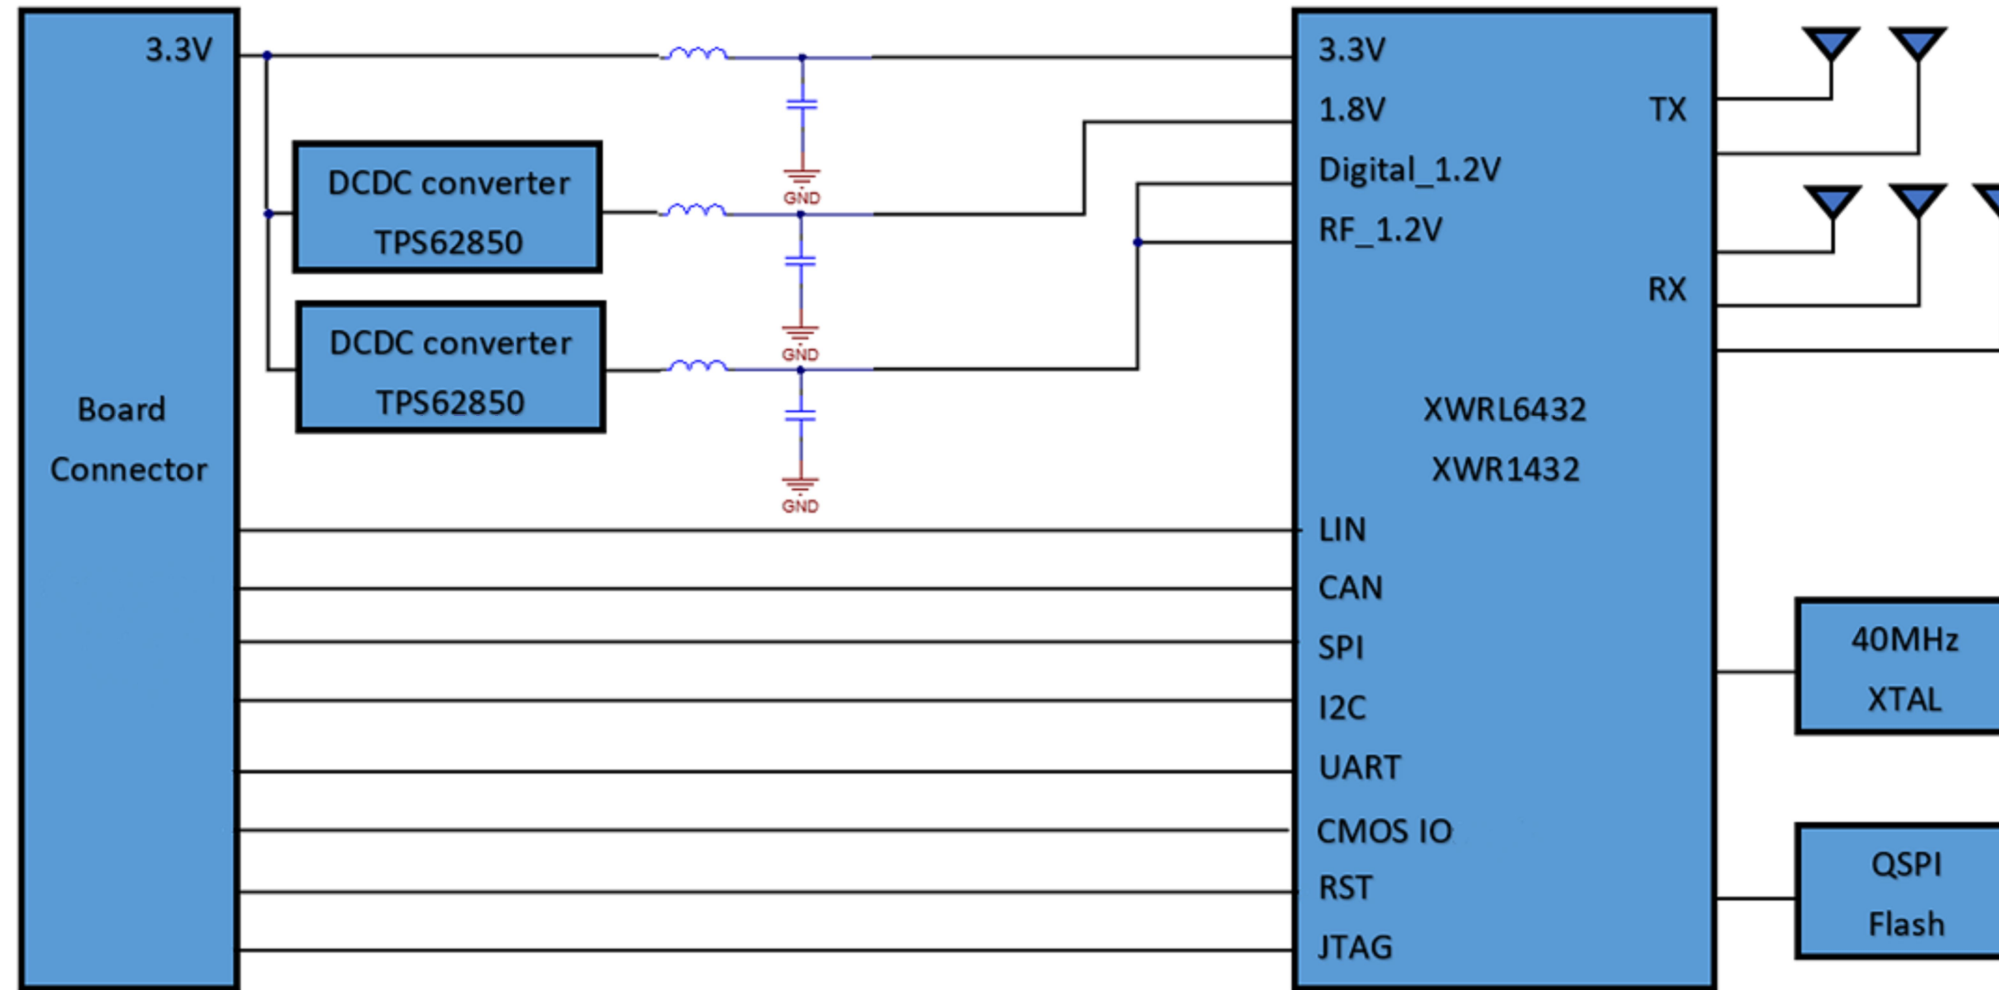 3.3V
DCDC converter
TPS62850
DCDC converter
TPS62850
Board
Connector
GND
GND
GND
3.3V
1.8V
Digital_1.2V
RF_1.2V
TX
RX
XWRL6432
XWR1432
LIN
CAN
SPI
I2C
UART
CMOS IO
RST
JTAG
40MHz
XTAL
QSPI
Flash